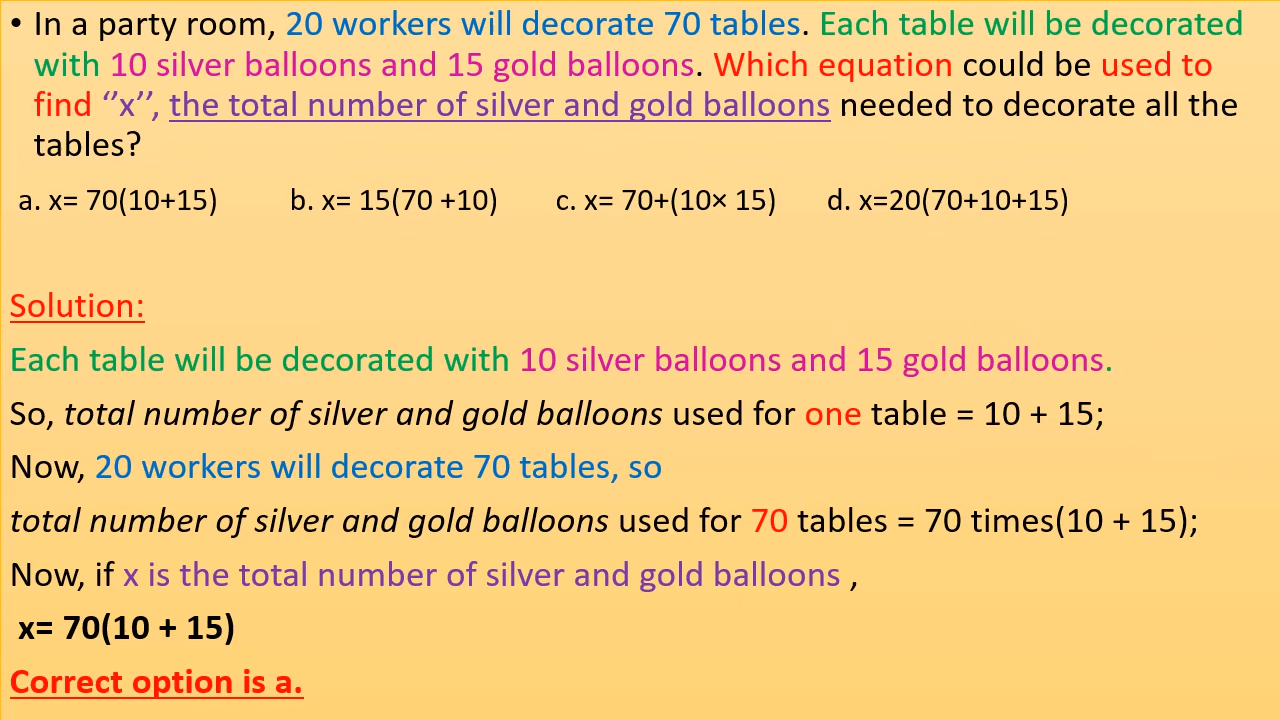 • In a party room, 20 workers will decorate 70 tables. Each table will be decorated
with 10 silver balloons and 15 gold balloons. Which equation could be used to
find ‘’x’’, the total number of silver and gold balloons needed to decorate all the
tables?
a. x= 70(10+15) b. x= 15(70 +10) c. x= 70+(10× 15) d. x=20(70+10+15)
Solution:
Each table will be decorated with 10 silver balloons and 15 gold balloons.
So, total number of silver and gold balloons used for one table = 10 + 15;
Now, 20 workers will decorate 70 tables, so
total number of silver and gold balloons used for 70 tables = 70 times(10 + 15);
Now, if x is the total number of silver and gold balloons ,
x= 70(10 + 15)
Correct option is a.